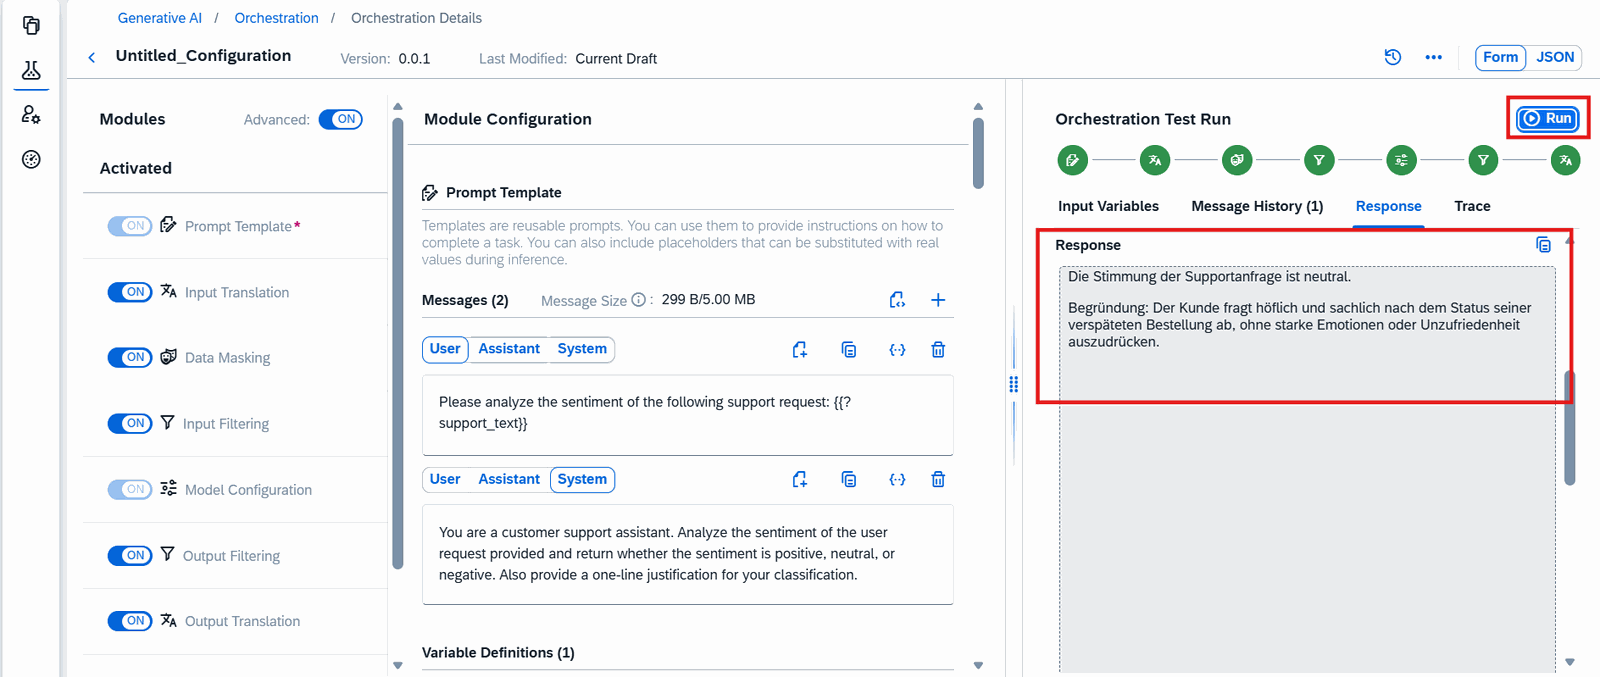 Generative AI / Orchestration / Orchestration Details
Untitled_Configuration Version: 0.0.1 Last Modified: Current Draft Form JSON
Modules Advanced: ON
Activated
ON Prompt Template*
ON Input Translation
ON Data Masking
ON Input Filtering
ON Model Configuration
ON Output Filtering
ON Output Translation
Module Configuration
Prompt Template
Templates are reusable prompts. You can use them to provide instructions on how to
complete a task. You can also include placeholders that can be substituted with real
values during inference.
Messages (2) Message Size : 299 B/5.00 MB
User Assistant System
Please analyze the sentiment of the following support request: {{?
support_text}}
User Assistant System
You are a customer support assistant. Analyze the sentiment of the user
request provided and return whether the sentiment is positive, neutral, or
negative. Also provide a one-line justification for your classification.
Variable Definitions (1)
Orchestration Test Run Run
Input Variables Message History (1) Response Trace
Response
Die Stimmung der Supportanfrage ist neutral.
Begründung: Der Kunde fragt höflich und sachlich nach dem Status seiner
verspäteten Bestellung ab, ohne starke Emotionen oder Unzufriedenheit
auszudrücken.